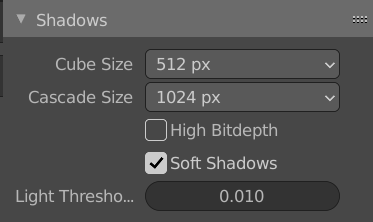 Shadows
Cube Size 512 px
Cascade Size 1024 px
High Bitdepth
Soft Shadows
Light Thresho... 0.010